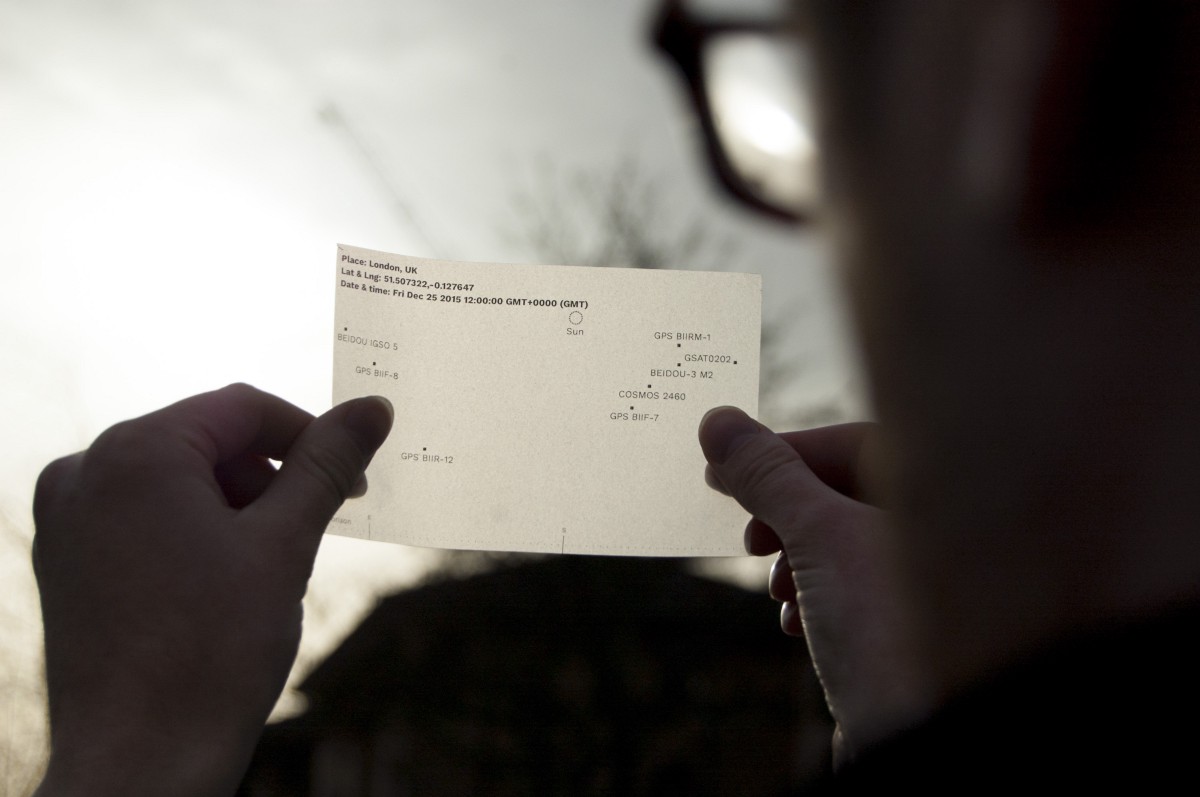 Place: London, UK
Lat & Lng: 51.507322,-0.127647
Date & time: Fri Dec 25 2015 12:00:00 GMT+0000 (GMT)
Sun
BEIDOU IGSO 5
GPS BIIRM-1
GSAT0202
GPS BIIF-8
BEIDOU-3 M2
COSMOS 2460
GPS BIIF-7
GPS BIIR-12
E
S